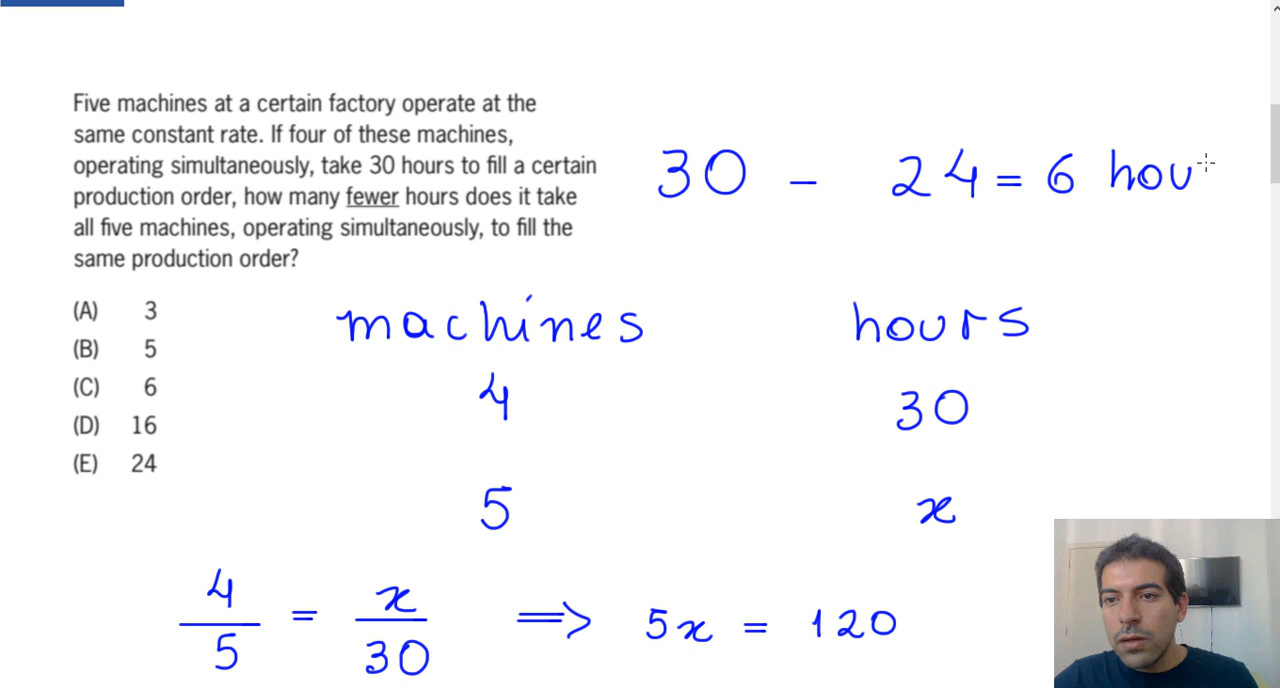 Five machines at a certain factory operate at the
same constant rate. If four of these machines,
operating simultaneously, take 30 hours to fill a certain
production order, how many fewer hours does it take
all five machines, operating simultaneously, to fill the
same production order?
(A) 3
(B) 5
(C) 6
(D) 16
(E) 24
30 - 24 = 6 hou
machines hours
4 30
5 x
4/5 = x/30 ⇒ 5x = 120